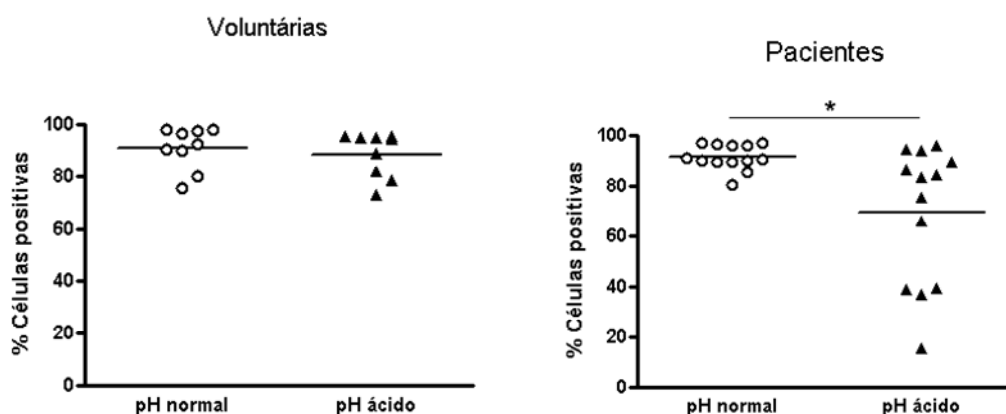 Voluntárias
% Células positivas
100
80
60
40
20
0
pH normal
pH ácido
Pacientes
*
% Células positivas
100
80
60
40
20
0
pH normal
pH ácido